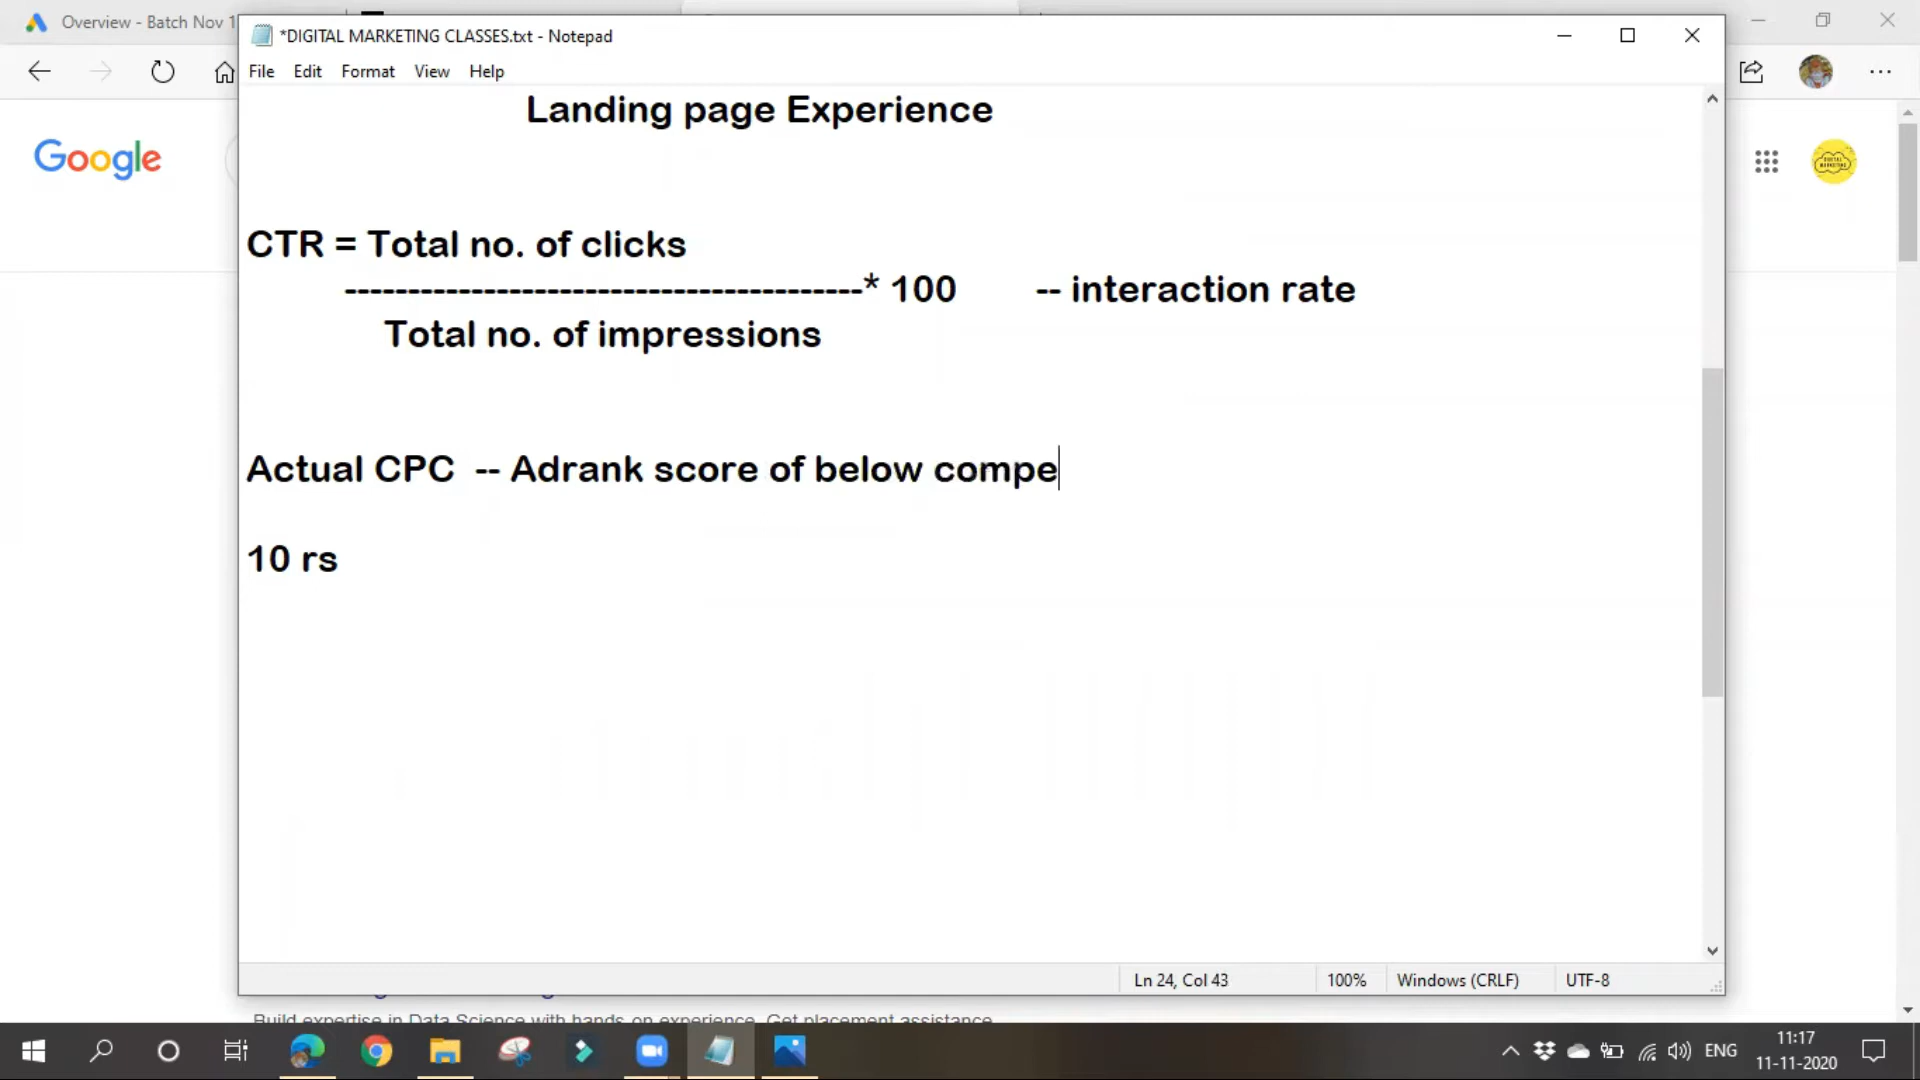 Overview - Batch Nov 1
*DIGITAL MARKETING CLASSES.txt - Notepad
File Edit Format View Help
Google
Landing page Experience
CTR = Total no. of clicks
-----------------------------------------* 100 -- interaction rate
Total no. of impressions
Actual CPC -- Adrank score of below compe
10 rs
Ln 24, Col 43 100% Windows (CRLF) UTF-8
Build expertise in Data Science with hands-on experience. Get placement assistance
ENG
11:17
11-11-2020